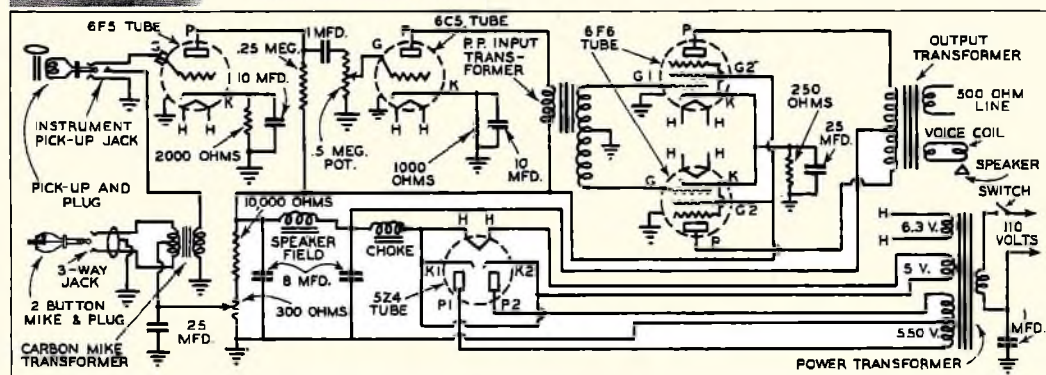 6F5 TUBE
P
G
K
H
H
.25 MEG.
10 MFD.
2000 OHMS
INSTRUMENT
PICK-UP JACK
PICK-UP AND
PLUG
.1 MFD.
.5 MEG.
POT.
6C5 TUBE
P
G
K
H
H
1000
OHMS
10
MFD.
P.P. INPUT
TRANS-
FORMER
6F6
TUBE
P
G1
G2
K
H
H
H
H
G
K
G2
P
250
OHMS
25
MFD.
OUTPUT
TRANSFORMER
500 OHM
LINE
VOICE COIL
SPEAKER
SWITCH
110
VOLTS
H
H
6.3 V.
5 V.
550 V.
1
MFD.
POWER TRANSFORMER
3-WAY
JACK
2 BUTTON
MIKE & PLUG
CARBON MIKE
TRANSFORMER
25
MFD.
10,000 OHMS
SPEAKER
FIELD
8 MFD.
300 OHMS
CHOKE
H
H
K1
K2
P1
P2
5Z4
TUBE